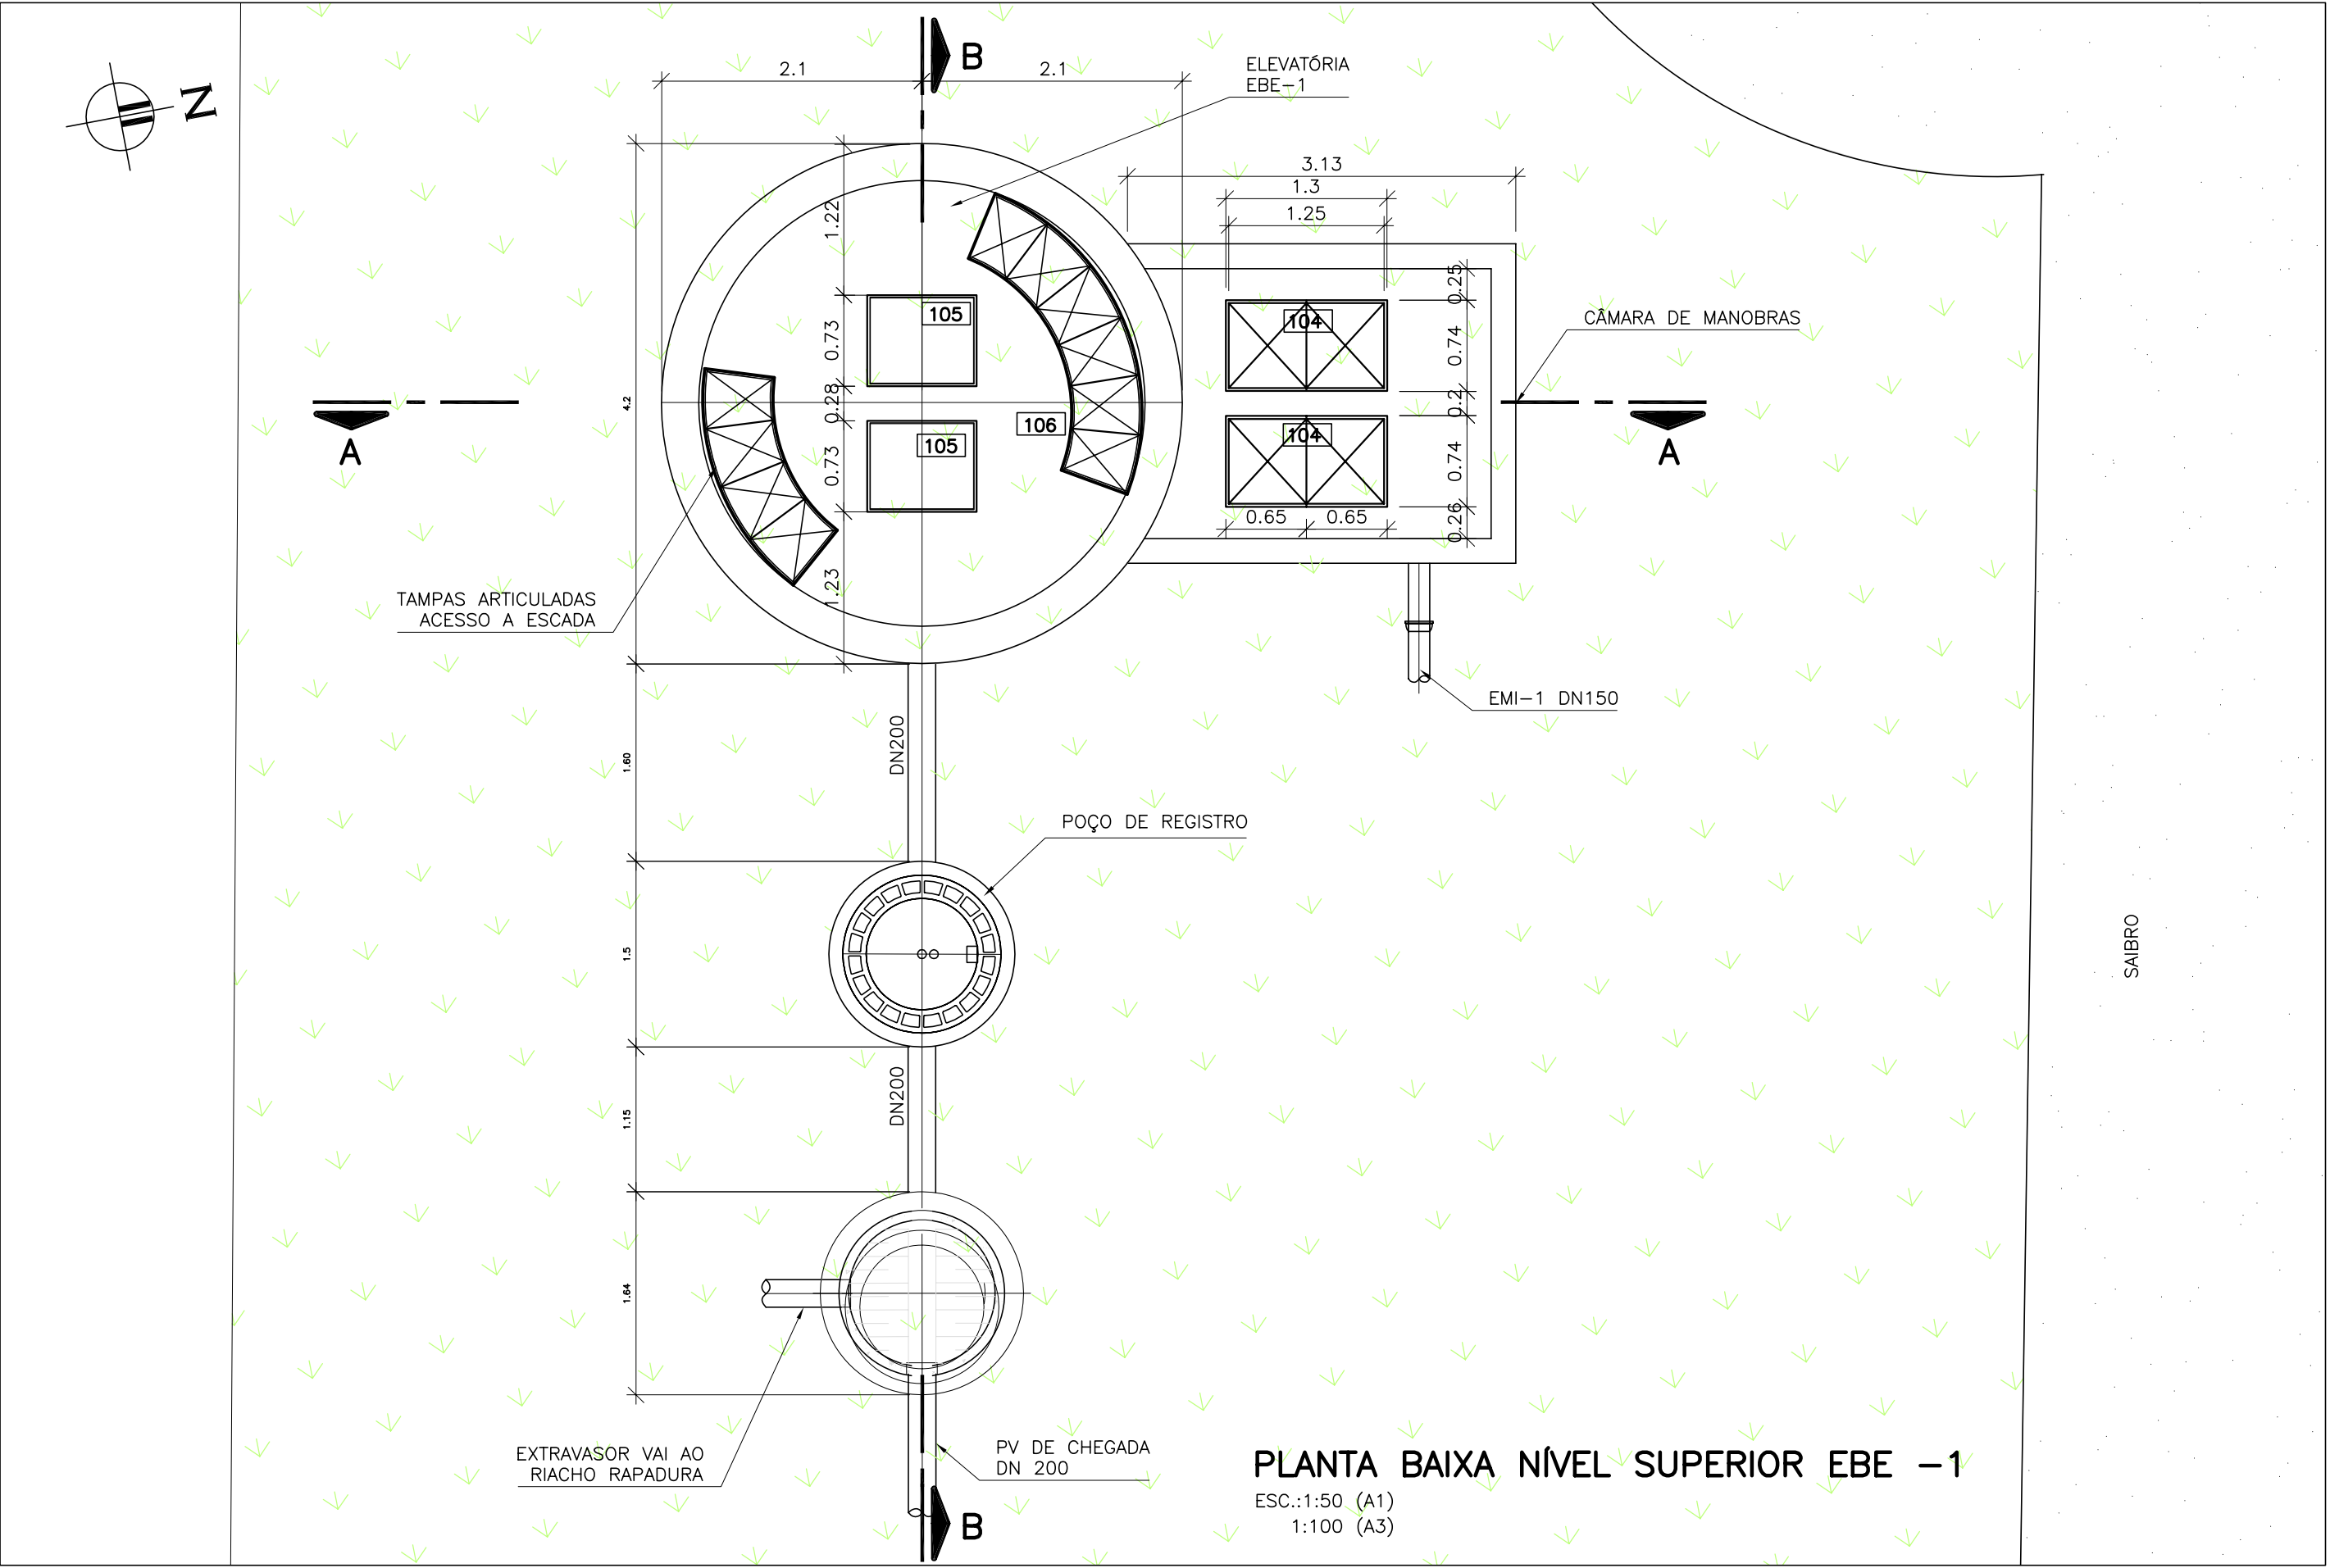 N
B
2.1
2.1
ELEVATÓRIA
EBE-1
3.13
1.3
1.25
1.22
0.73
0.28
0.73
1.23
105
105
106
104
104
0.25
0.74
0.2
0.74
0.26
0.65
0.65
CÂMARA DE MANOBRAS
A
A
4.2
TAMPAS ARTICULADAS
ACESSO A ESCADA
EMI-1 DN150
DN200
1.60
POÇO DE REGISTRO
1.5
SAIBRO
DN200
1.15
1.64
EXTRAVASOR VAI AO
RIACHO RAPADURA
PV DE CHEGADA
DN 200
B
PLANTA BAIXA NÍVEL SUPERIOR EBE -1
ESC.:1:50 (A1)
1:100 (A3)